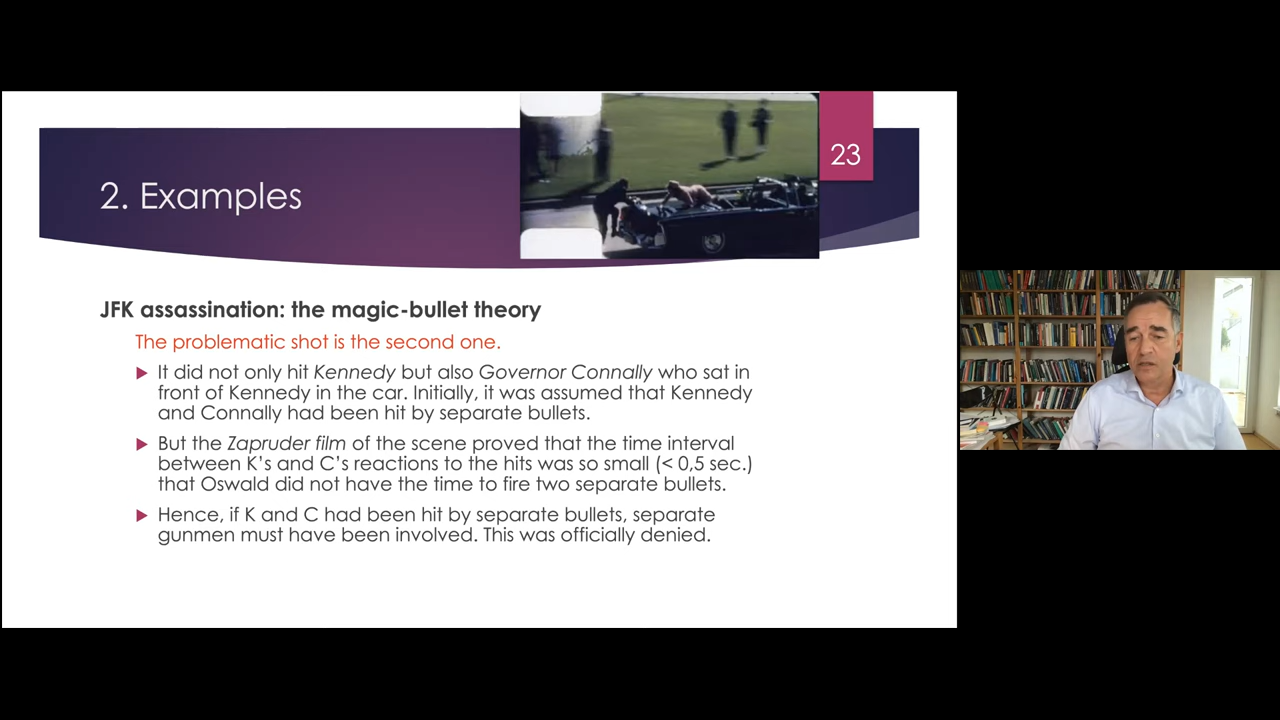 2. Examples
23
JFK assassination: the magic-bullet theory
The problematic shot is the second one.
It did not only hit Kennedy but also Governor Connally who sat in
front of Kennedy in the car. Initially, it was assumed that Kennedy
and Connally had been hit by separate bullets.
But the Zapruder film of the scene proved that the time interval
between K's and C's reactions to the hits was so small (< 0,5 sec.)
that Oswald did not have the time to fire two separate bullets.
Hence, if K and C had been hit by separate bullets, separate
gunmen must have been involved. This was officially denied.